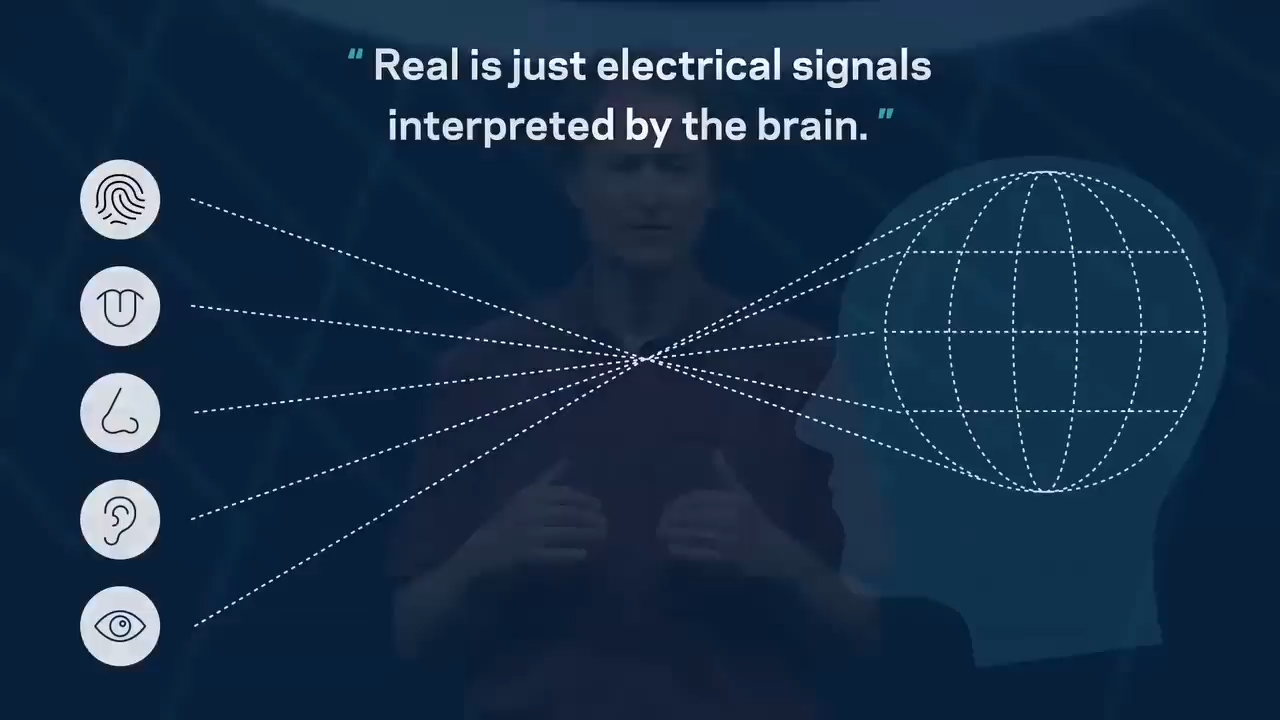 “ Real is just electrical signals
interpreted by the brain. ”